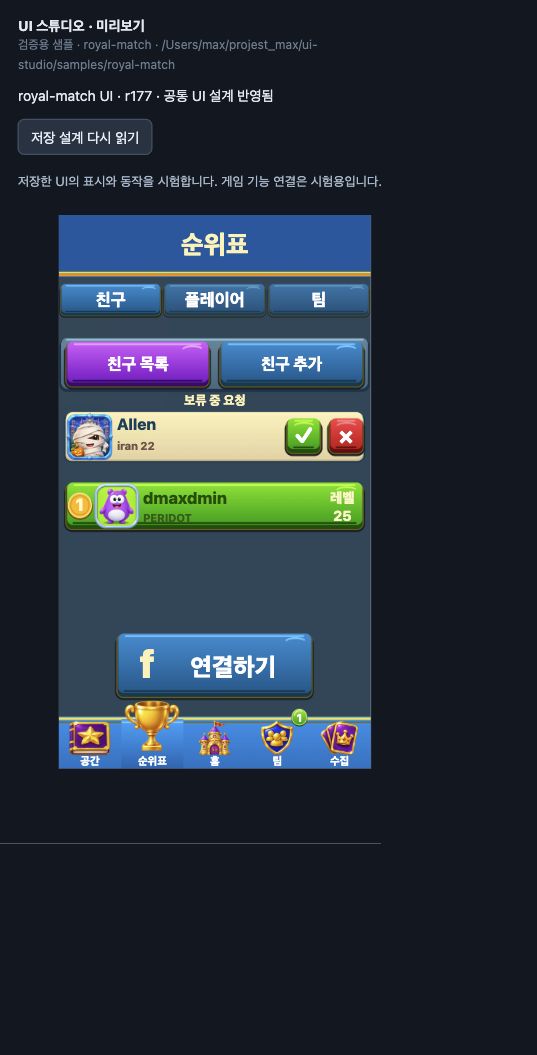 UI 스튜디오 · 미리보기
검증용 샘플 · royal-match · /Users/max/projest_max/ui-
studio/samples/royal-match
royal-match UI · r177 · 공통 UI 설계 반영됨
저장 설계 다시 읽기
저장한 UI의 표시와 동작을 시험합니다. 게임 기능 연결은 시험용입니다.
순위표
친구 플레이어 팀
친구 목록 친구 추가
보류 중 요청
Allen
iran 22
1 dmaxdmin 레벨
PERIDOT 25
f 연결하기
1
공간 순위표 홈 팀 수집